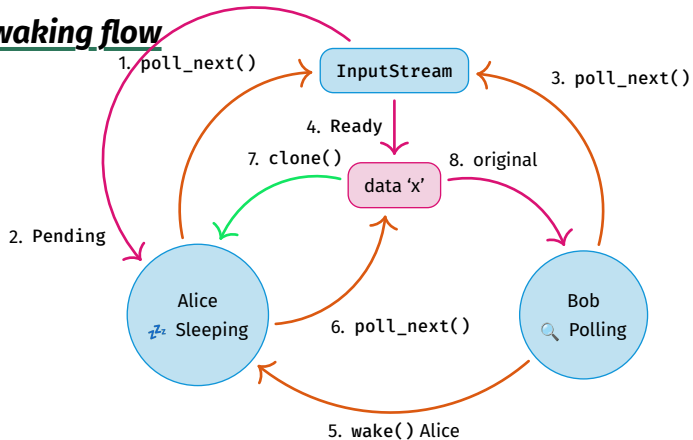 waking flow
1. poll_next()
InputStream
3. poll_next()
4. Ready
7. clone()
8. original
data ‘x’
2. Pending
Alice
💤 Sleeping
Bob
🔍 Polling
6. poll_next()
5. wake() Alice